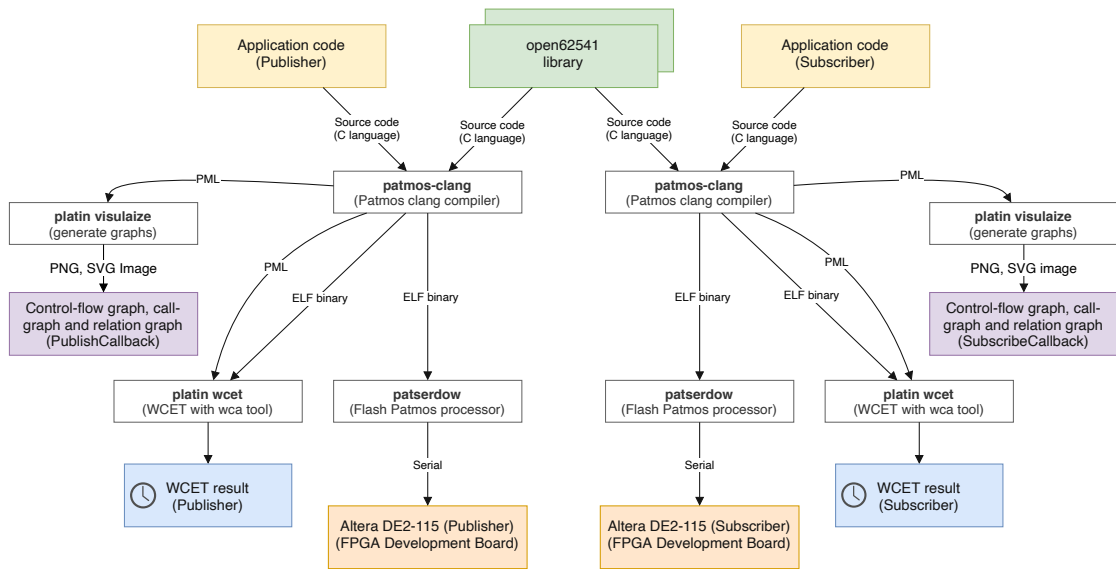 Application code
(Publisher)
open62541
library
Application code
(Subscriber)
Source code
(C language)
Source code
(C language)
Source code
(C language)
Source code
(C language)
PML
patmos-clang
(Patmos clang compiler)
patmos-clang
(Patmos clang compiler)
PML
platin visulaize
(generate graphs)
platin visulaize
(generate graphs)
PNG, SVG Image
PML
PML
PNG, SVG image
ELF binary
ELF binary
ELF binary
ELF binary
Control-flow graph, call-
graph and relation graph
(PublishCallback)
Control-flow graph, call-
graph and relation graph
(SubscribeCallback)
platin wcet
(WCET with wca tool)
patserdow
(Flash Patmos processor)
patserdow
(Flash Patmos processor)
platin wcet
(WCET with wca tool)
Serial
Serial
WCET result
(Publisher)
WCET result
(Subscriber)
Altera DE2-115 (Publisher)
(FPGA Development Board)
Altera DE2-115 (Subscriber)
(FPGA Development Board)